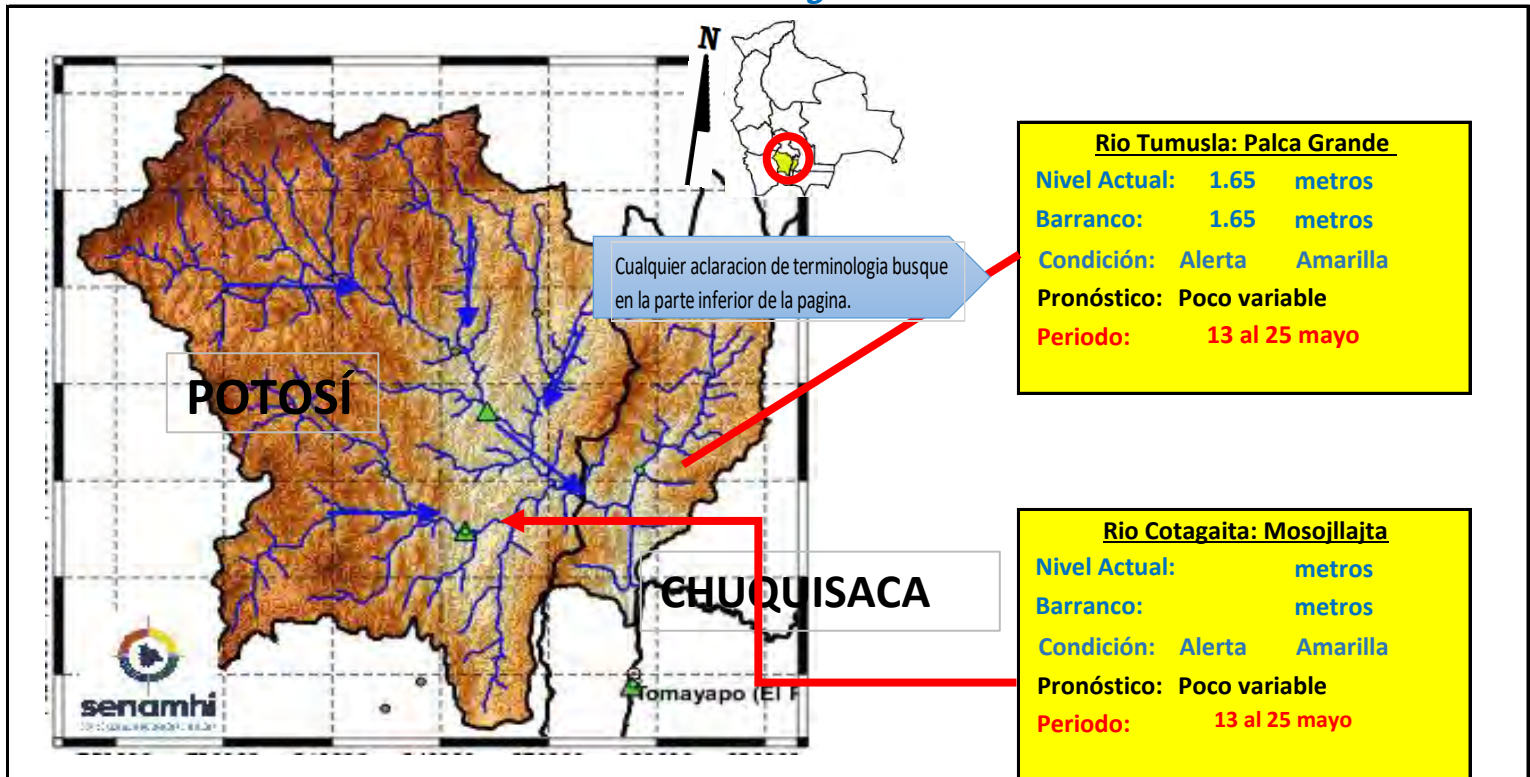 N
Cualquier aclaracion de terminologia busque
en la parte inferior de la pagina.
POTOSÍ
CHUQUISACA
senamhi
Tomayapo (El
Rio Tumusla: Palca Grande
Nivel Actual: 1.65 metros
Barranco: 1.65 metros
Condición: Alerta Amarilla
Pronóstico: Poco variable
Periodo: 13 al 25 mayo
Rio Cotagaita: Mosojllajta
Nivel Actual: metros
Barranco: metros
Condición: Alerta Amarilla
Pronóstico: Poco variable
Periodo: 13 al 25 mayo